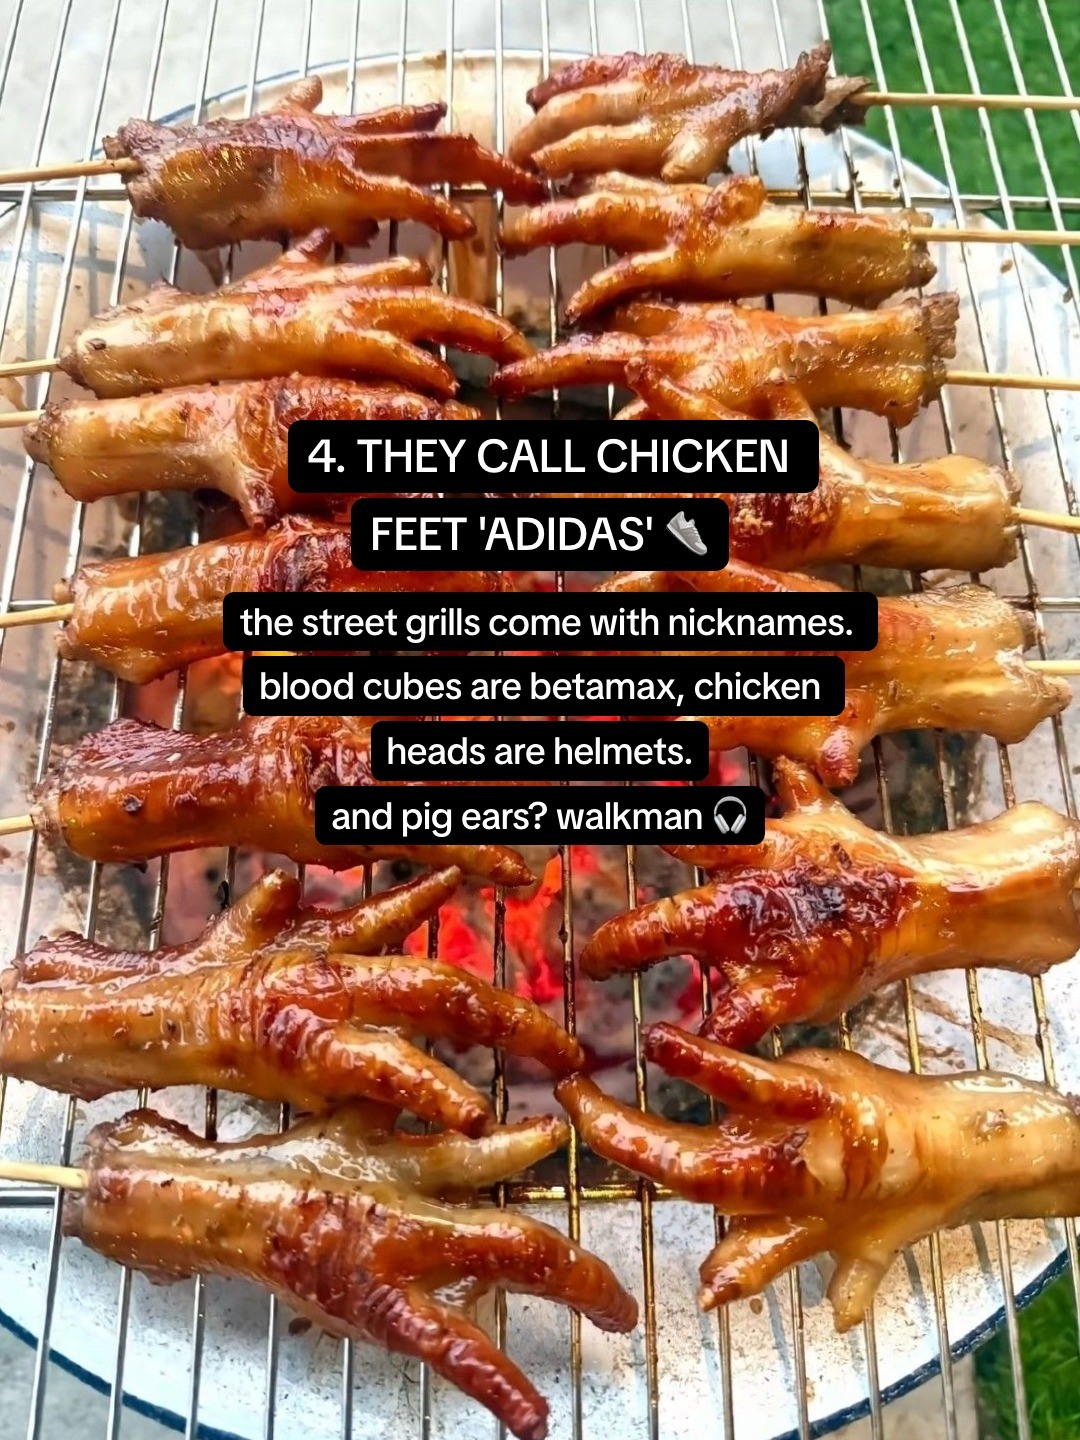 4. THEY CALL CHICKEN
FEET 'ADIDAS' 👟
the street grills come with nicknames.
blood cubes are betamax, chicken
heads are helmets.
and pig ears? walkman 🎧